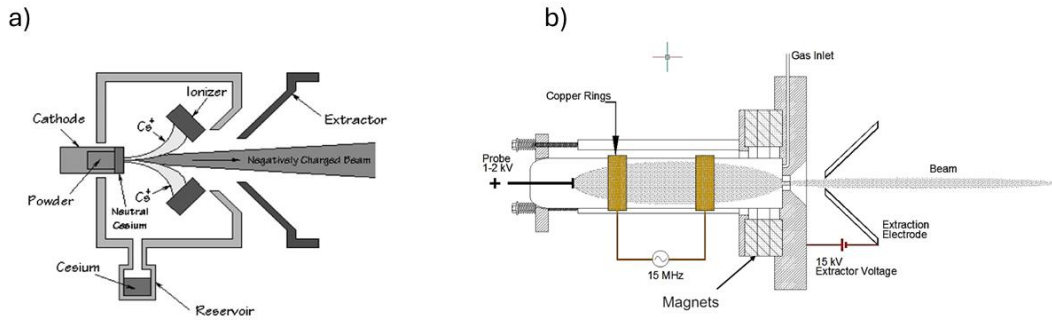 a)
Ionizer
Cs+
Cathode
Extractor
Negatively Charged Beam
Powder
Neutral
Cesium
Cs+
Cesium
Reservoir
b)
Gas Inlet
Copper Rings
Probe
1-2 kV
+
Beam
Extraction
Electrode
15 MHz
15 kV
Extractor Voltage
Magnets